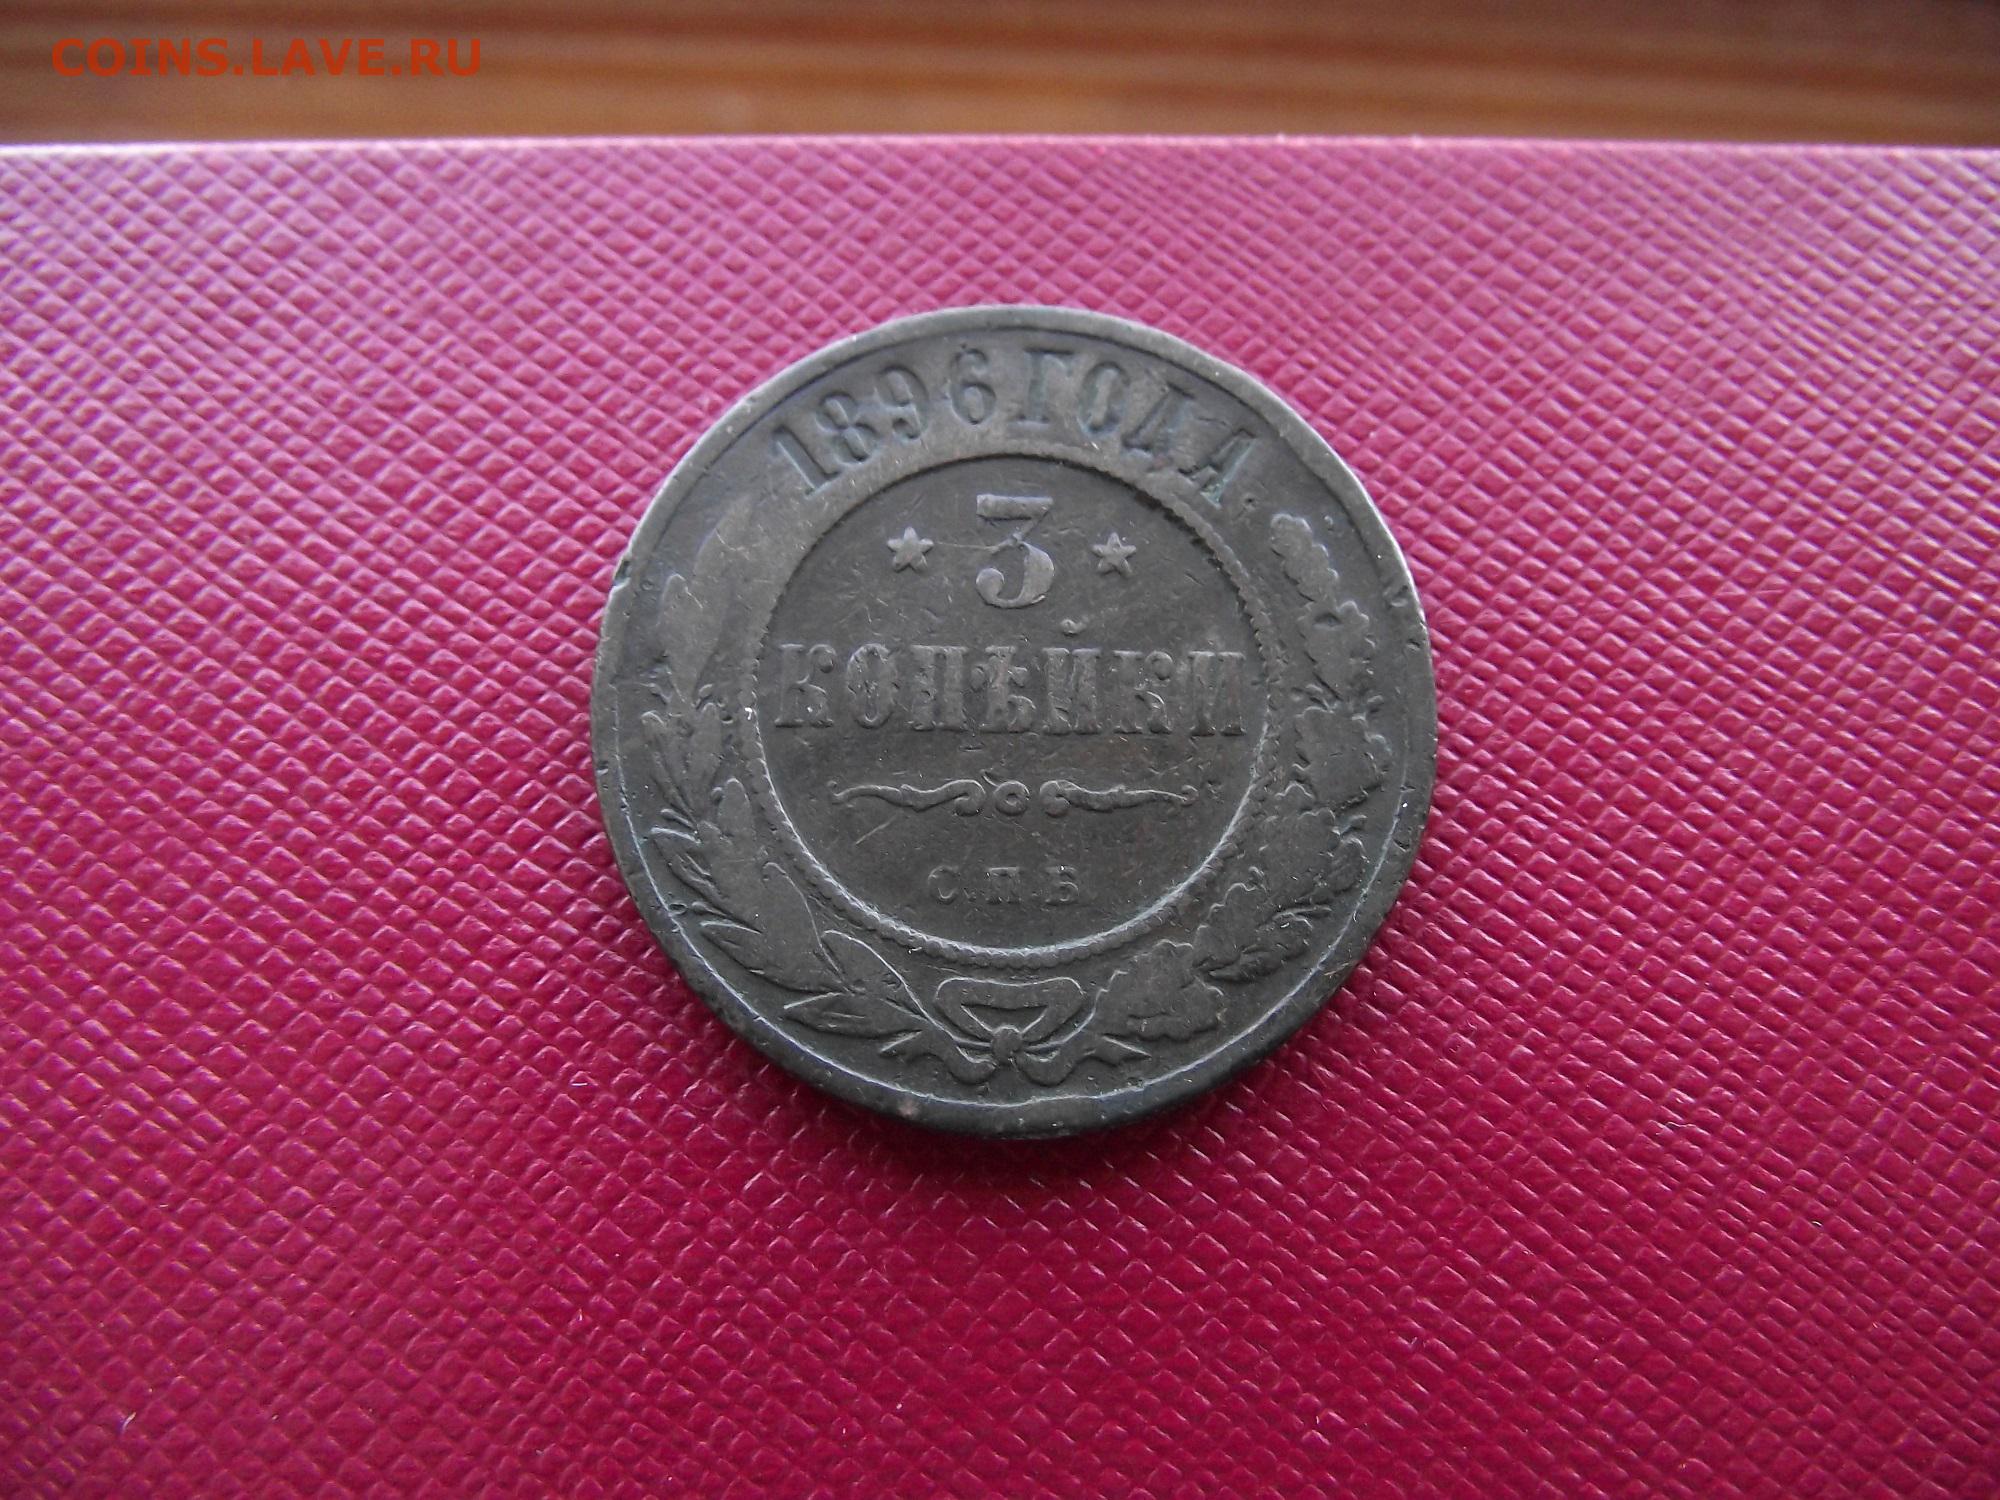 COINS.LAVE.RU
1896 ГОДА.
3
КОПѢЙКИ
С.П.Б.